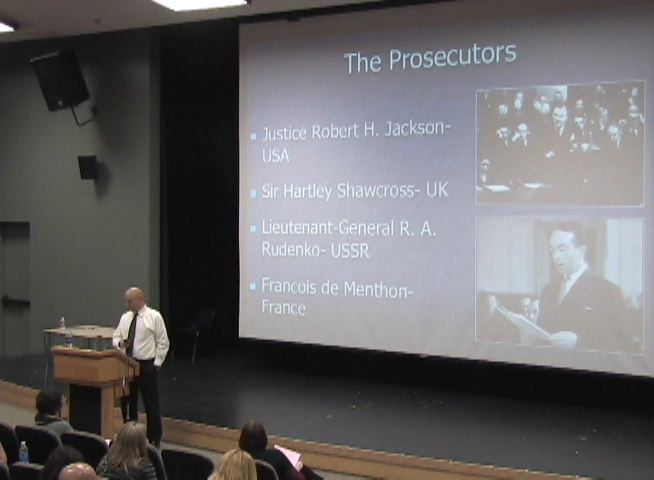 The Prosecutors
Justice Robert H. Jackson-
USA
Sir Hartley Shawcross- UK
Lieutenant-General R. A.
Rudenko- USSR
Francois de Menthon-
France